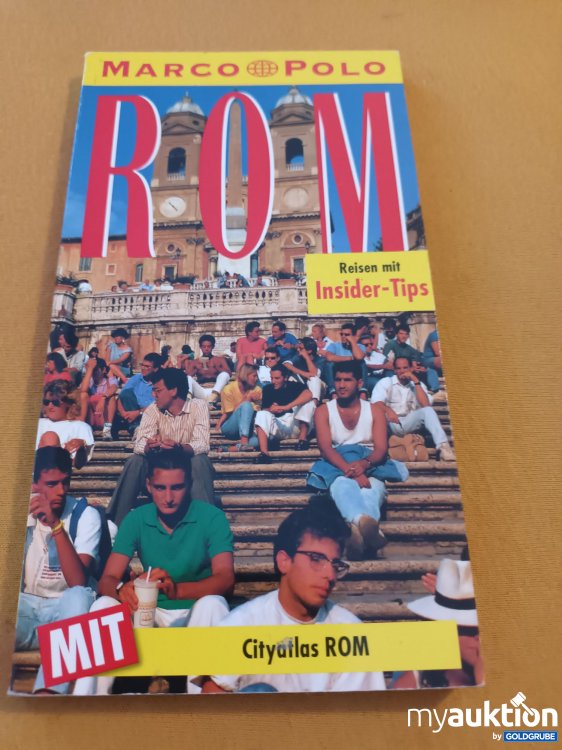 MARCO POLO
ROM
Reisen mit
Insider-Tips
MIT
Cityatlas ROM
myauktion
by GOLDGRUBE